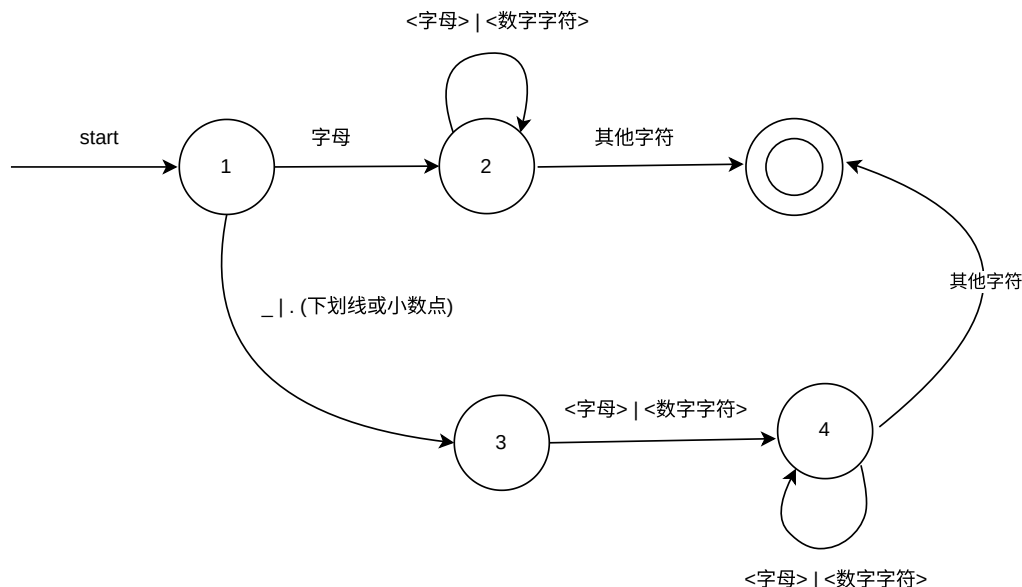 <字母> | <数字字符>
start
字母
其他字符
1
2
其他字符
_ | . (下划线或小数点)
<字母> | <数字字符>
3
4
<字母> | <数字字符>